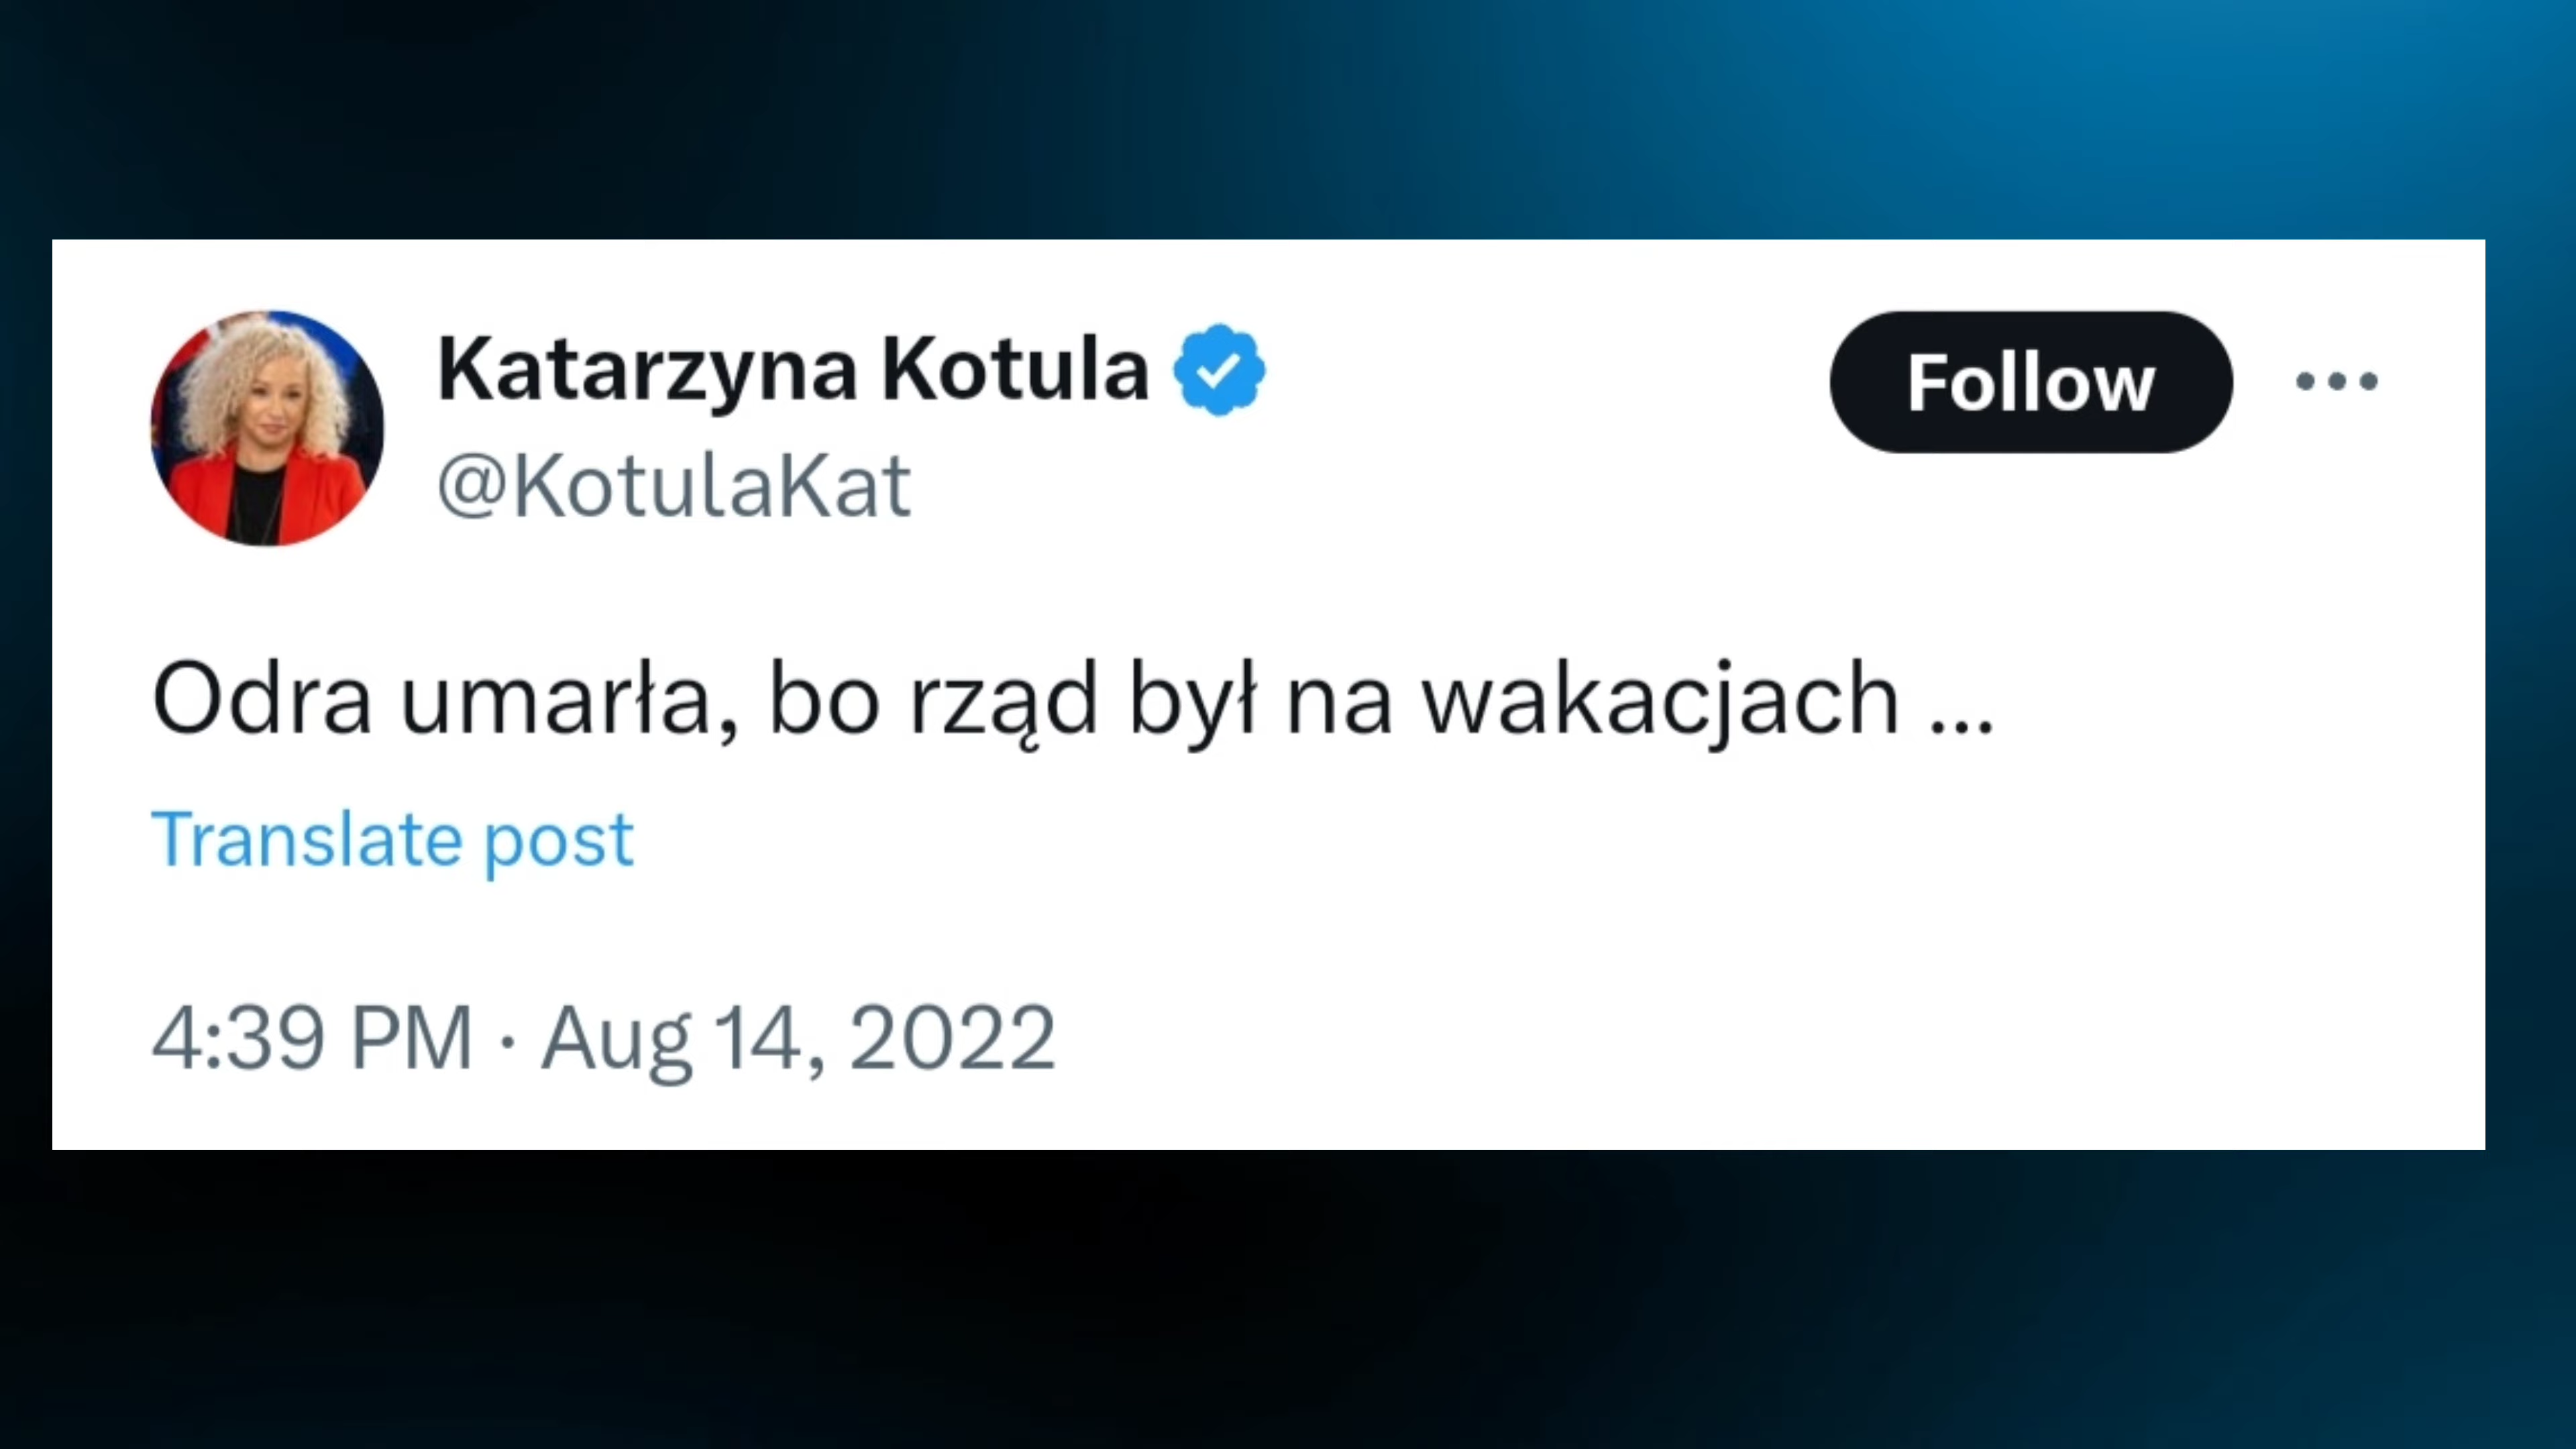 Katarzyna Kotula
@KotulaKat
Follow
Odra umarła, bo rząd był na wakacjach ...
Translate post
4:39 PM · Aug 14, 2022